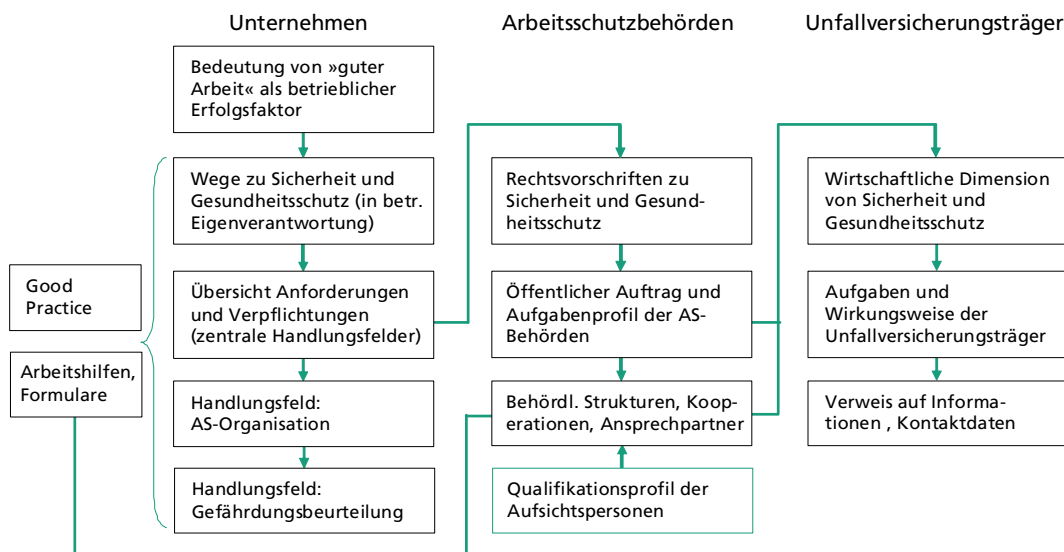 Unternehmen
Arbeitsschutzbehörden
Unfallversicherungsträger
Bedeutung von »guter
Arbeit« als betrieblicher
Erfolgsfaktor
Wege zu Sicherheit und
Gesundheitsschutz (in betr.
Eigenverantwortung)
Übersicht Anforderungen
und Verpflichtungen
(zentrale Handlungsfelder)
Handlungsfeld:
AS-Organisation
Handlungsfeld:
Gefährdungsbeurteilung
Good
Practice
Arbeitshilfen,
Formulare
Rechtsvorschriften zu
Sicherheit und Gesund-
heitsschutz
Öffentlicher Auftrag und
Aufgabenprofil der AS-
Behörden
Behördl. Strukturen, Koop-
erationen, Ansprechpartner
Qualifikationsprofil der
Aufsichtspersonen
Wirtschaftliche Dimension
von Sicherheit und
Gesundheitsschutz
Aufgaben und
Wirkungsweise der
Unfallversicherungsträger
Verweis auf Informa-
tionen , Kontaktdaten